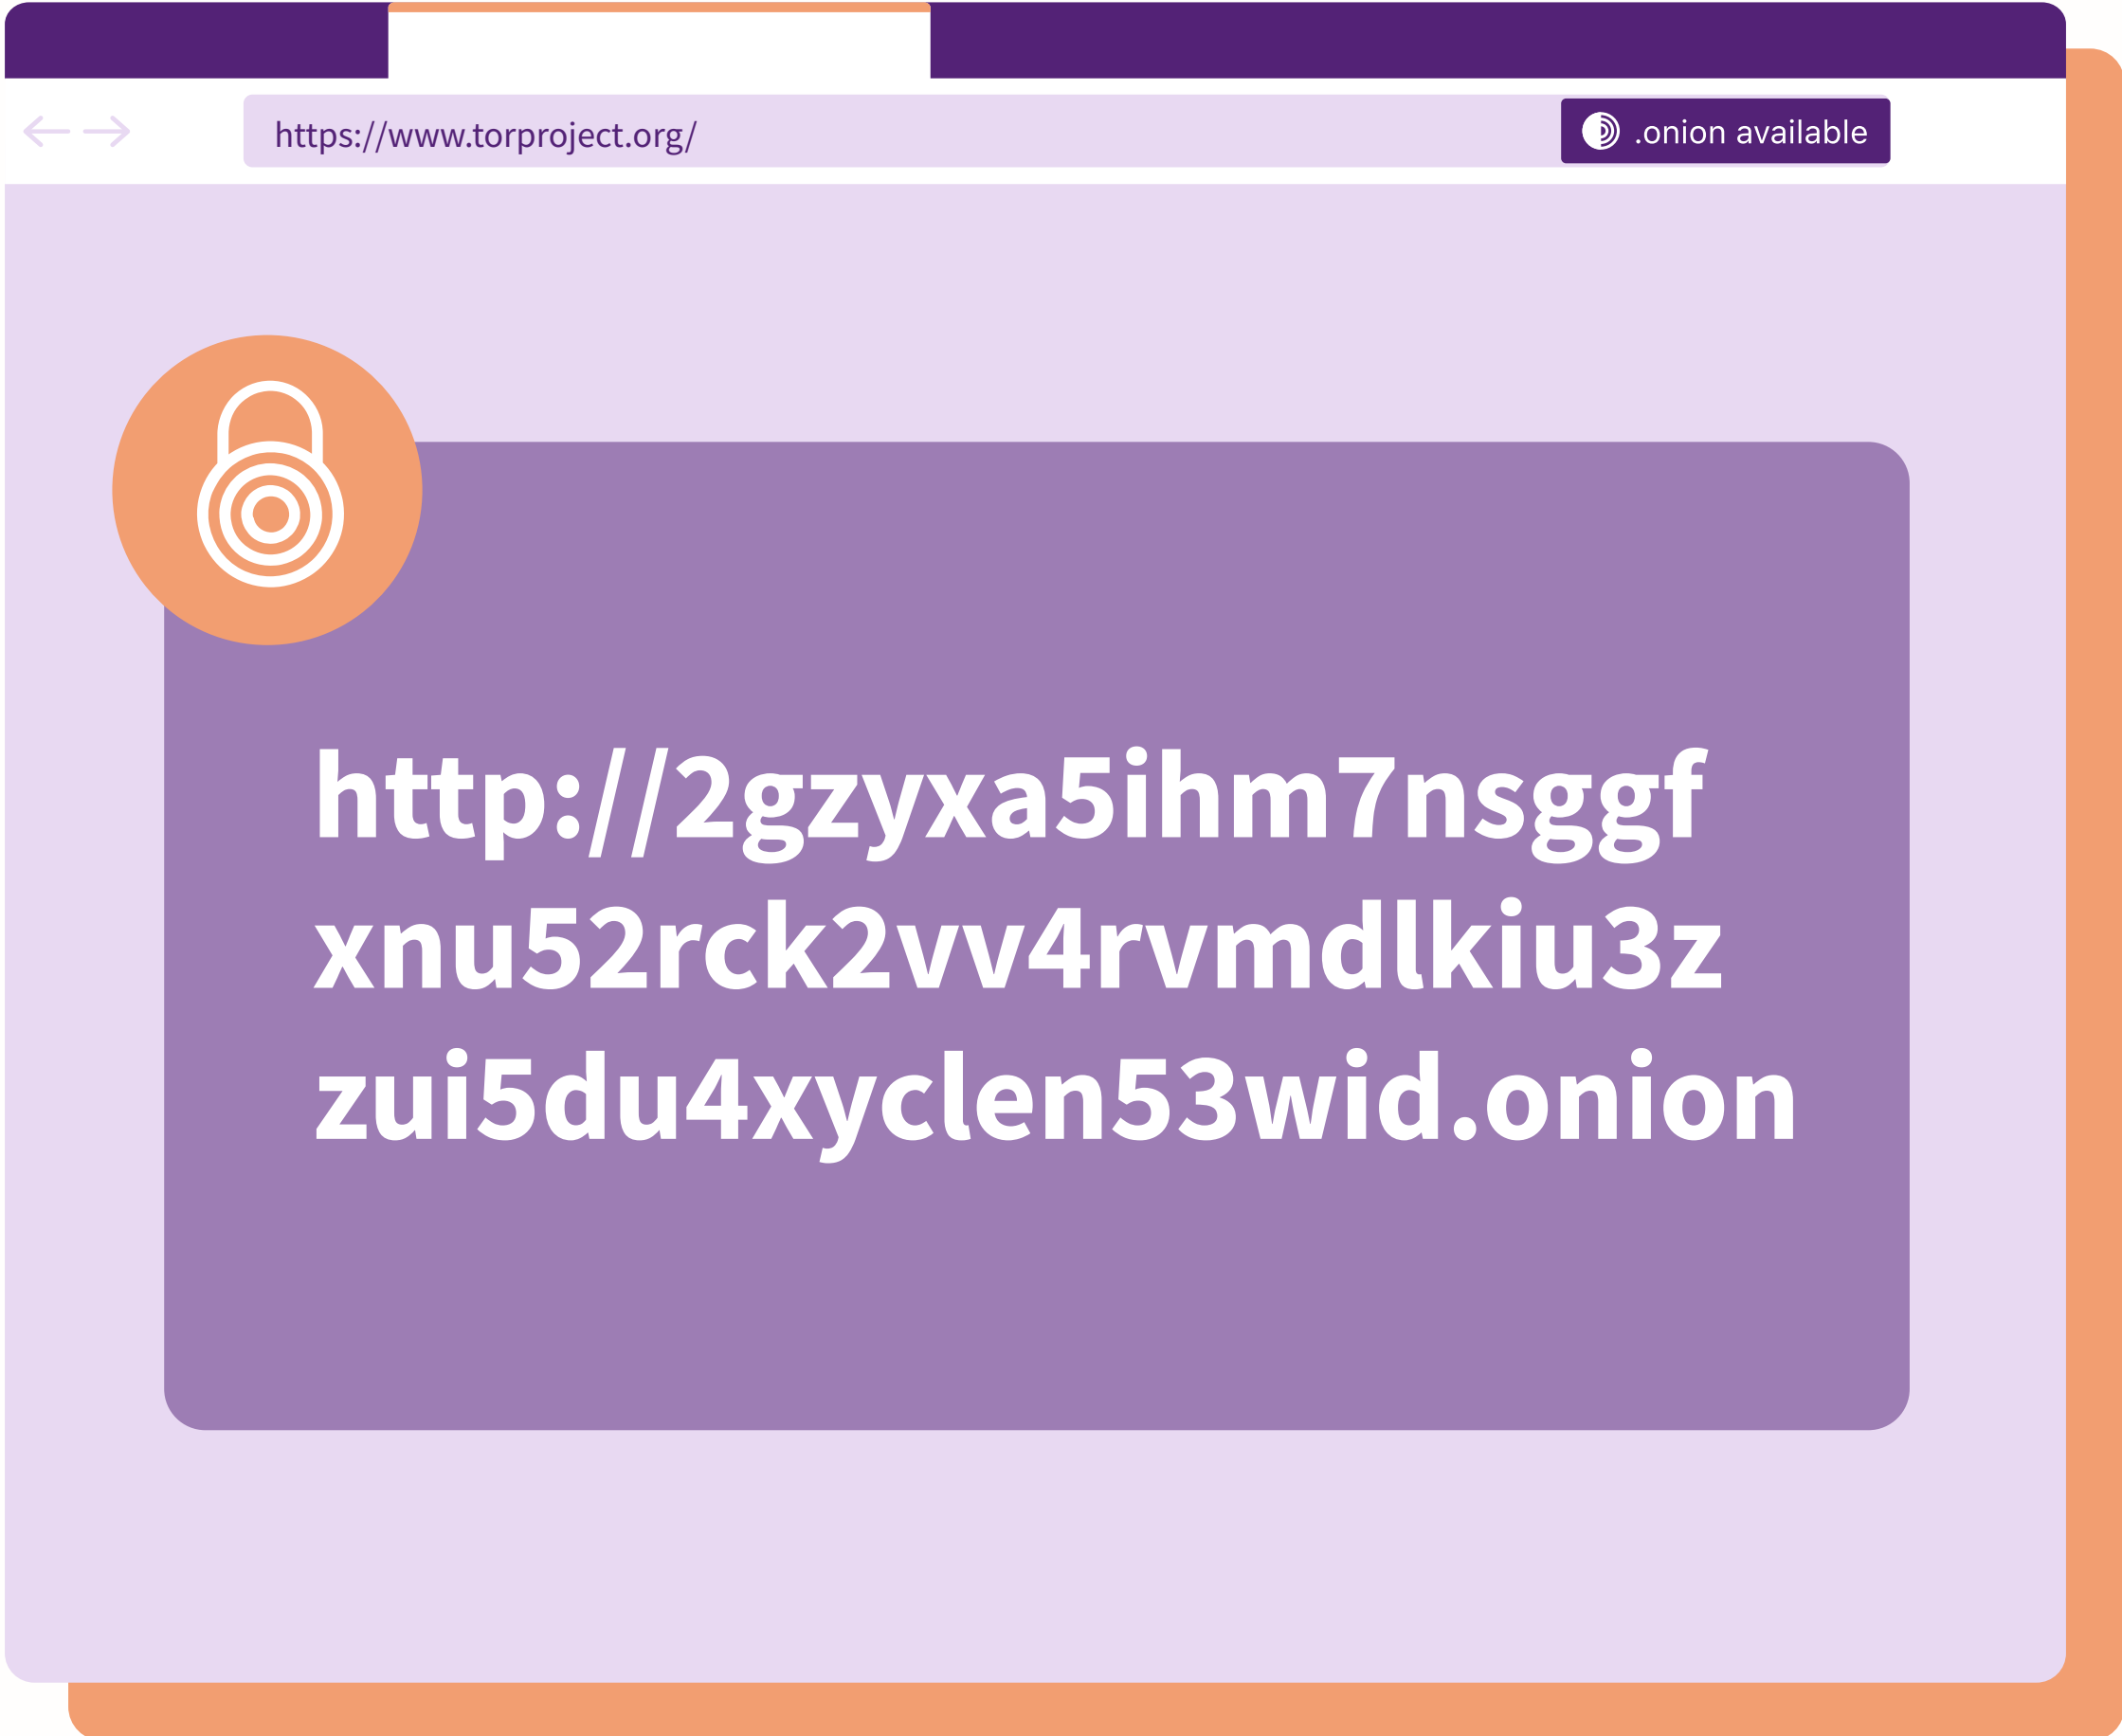 https://www.torproject.org/
.onion available
http://2gzyxa5ihm7nsggf
xnu52rck2vv4rvmdlkiu3z
zui5du4xyclen53wid.onion